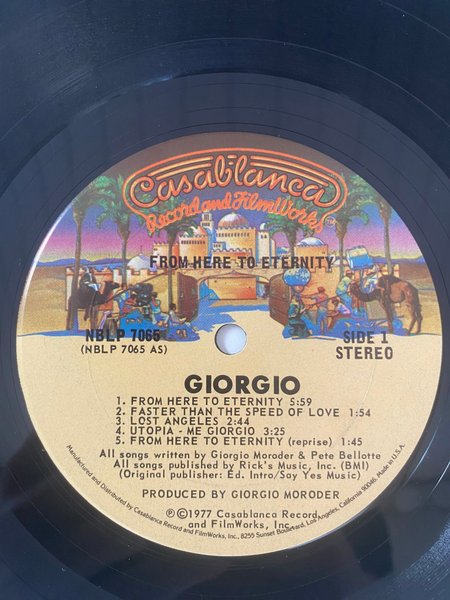 Casablanca
Record and FilmWorks
FROM HERE TO ETERNITY
NBLP 7065
(NBLP 7065 AS)
SIDE 1
STEREO
GIORGIO
1. FROM HERE TO ETERNITY 5:59
2. FASTER THAN THE SPEED OF LOVE 1:54
3. LOST ANGELES 2:44
4. UTOPIA - ME GIORGIO 3:25
5. FROM HERE TO ETERNITY (reprise) 1:45
All songs written by Giorgio Moroder & Pete Bellotte
All songs published by Rick's Music, Inc. (BMI)
(Original publisher: Ed. Intro/Say Yes Music)
PRODUCED BY GIORGIO MORODER
℗©1977 Casablanca Record
and FilmWorks, Inc.
Manufactured and Distributed by Casablanca Record and FilmWorks, Inc., 8255 Sunset Boulevard, Los Angeles, California 90046. Made in U.S.A.